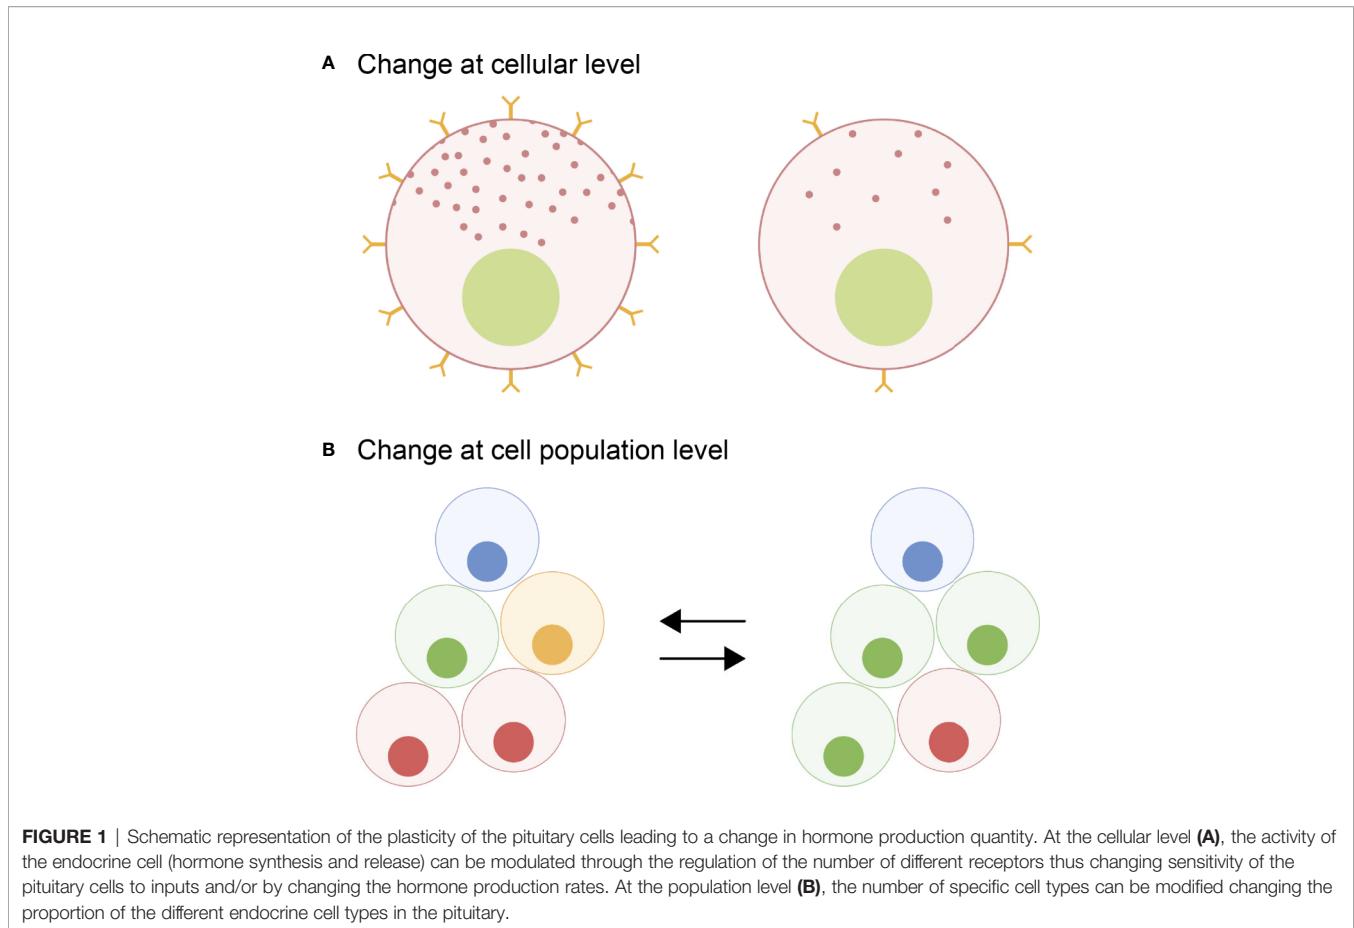 A Change at cellular level
B Change at cell population level
FIGURE 1 | Schematic representation of the plasticity of the pituitary cells leading to a change in hormone production quantity. At the cellular level (A), the activity of
the endocrine cell (hormone synthesis and release) can be modulated through the regulation of the number of different receptors thus changing sensitivity of the
pituitary cells to inputs and/or by changing the hormone production rates. At the population level (B), the number of specific cell types can be modified changing the
proportion of the different endocrine cell types in the pituitary.